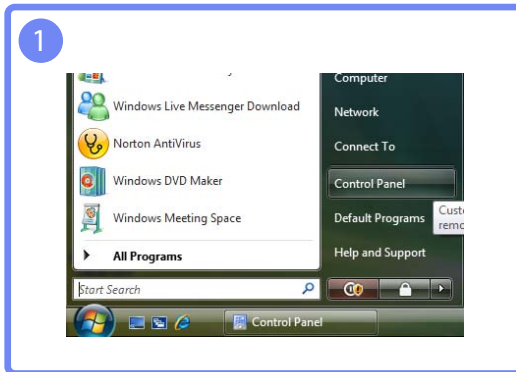 1
Windows Live Messenger Download
Norton AntiVirus
Windows DVD Maker
Windows Meeting Space
All Programs
Start Search
Computer
Network
Connect To
Control Panel
Default Programs
Help and Support
Control Panel